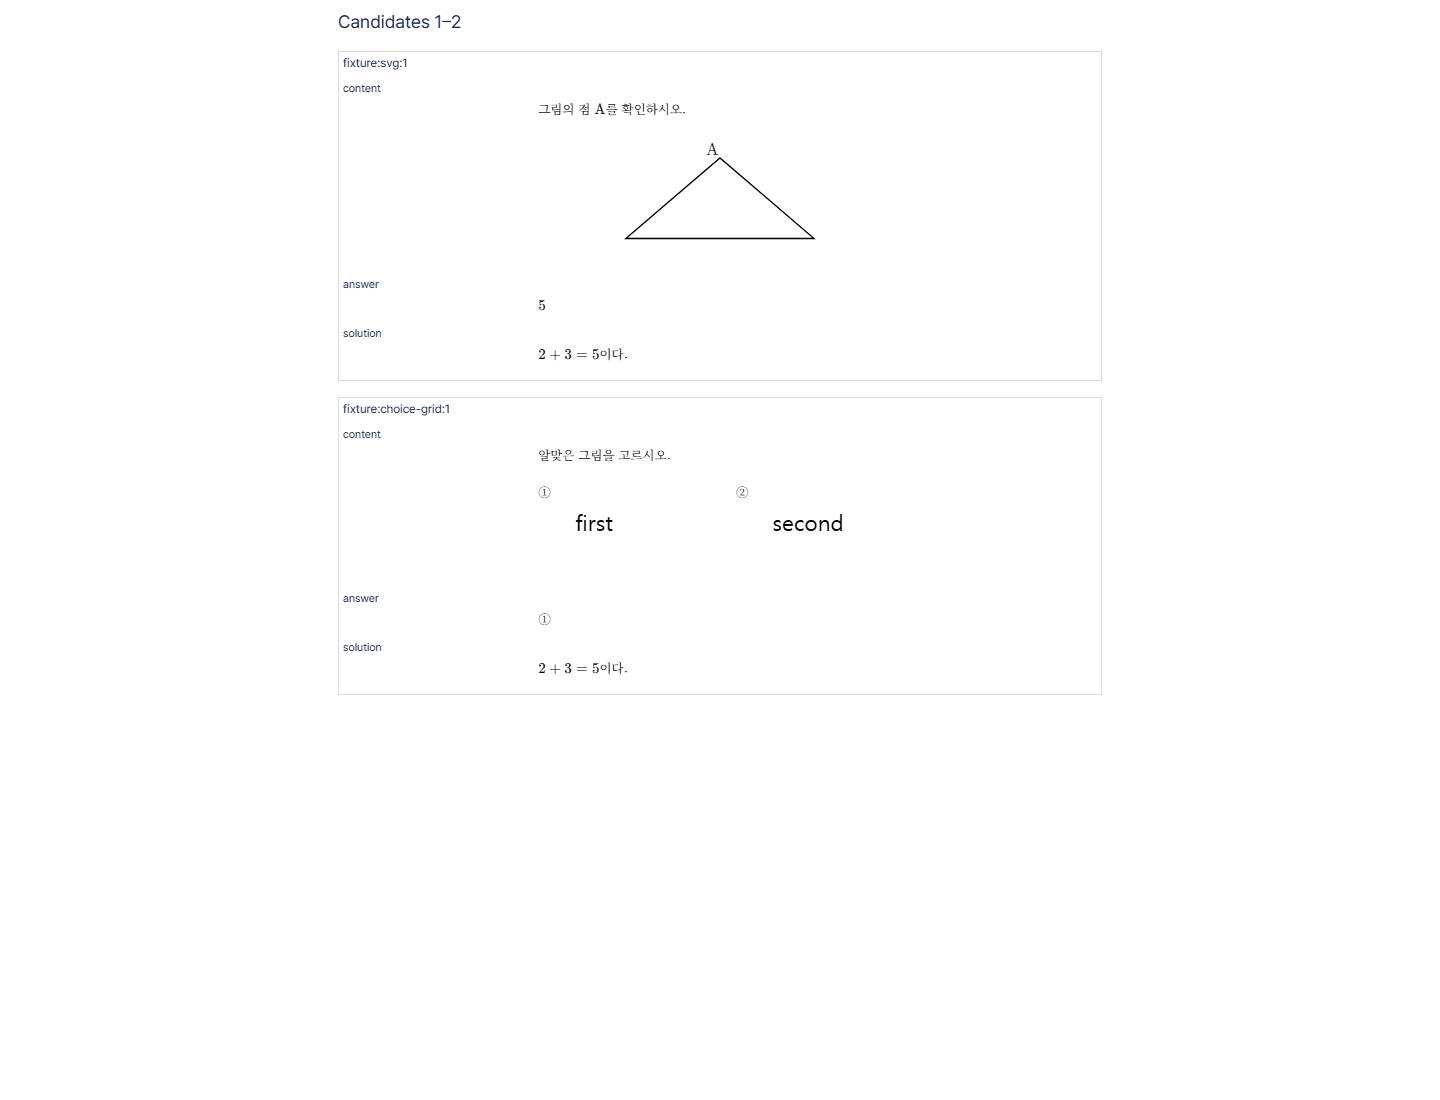 Candidates 1–2
fixture:svg:1
content
그림의 점 A를 확인하시오.
A
answer
5
solution
2 + 3 = 5이다.
fixture:choice-grid:1
content
알맞은 그림을 고르시오.
① ②
first second
answer
①
solution
2 + 3 = 5이다.